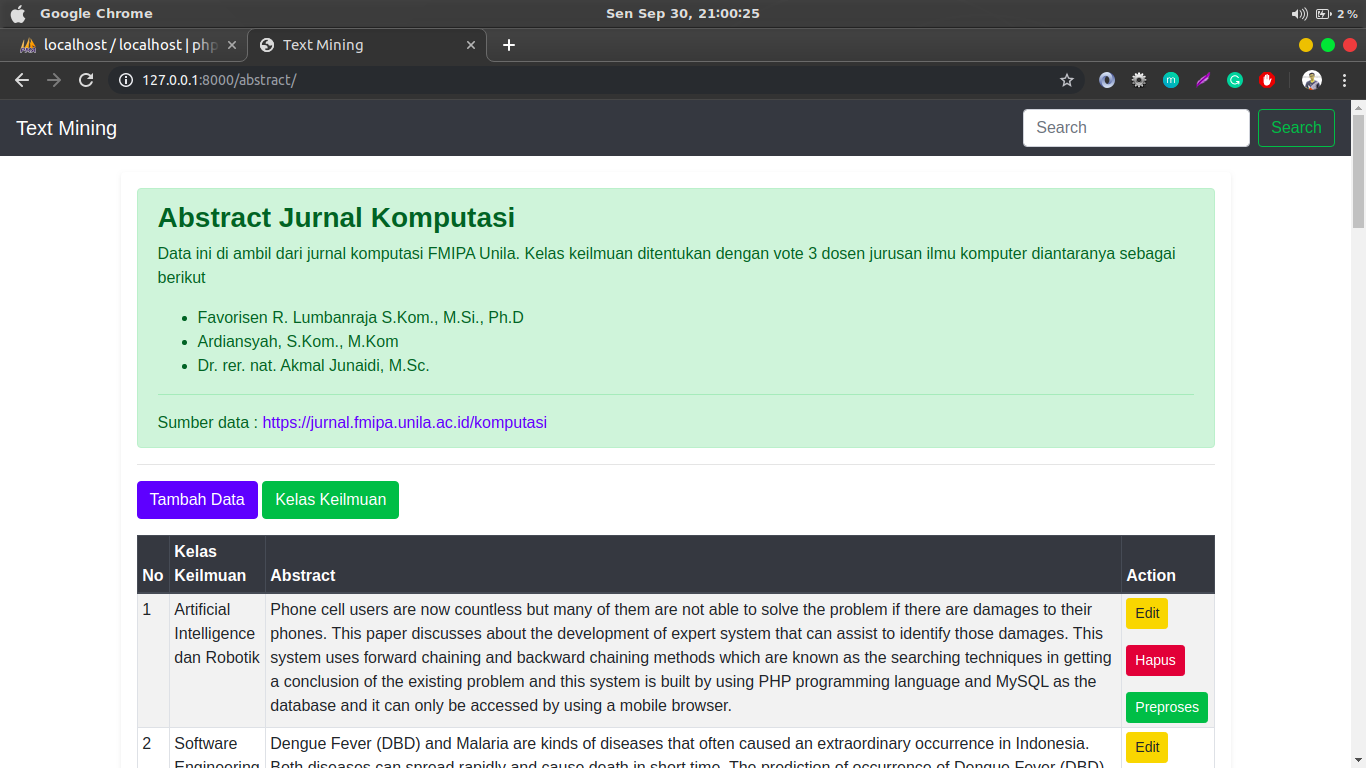 Google Chrome
Sen Sep 30, 21:00:25
2 %
localhost / localhost | php
Text Mining
127.0.0.1:8000/abstract/
Text Mining
Search
Search
Abstract Jurnal Komputasi
Data ini di ambil dari jurnal komputasi FMIPA Unila. Kelas keilmuan ditentukan dengan vote 3 dosen jurusan ilmu komputer diantaranya sebagai
berikut
Favorisen R. Lumbanraja S.Kom., M.Si., Ph.D
Ardiansyah, S.Kom., M.Kom
Dr. rer. nat. Akmal Junaidi, M.Sc.
Sumber data : https://jurnal.fmipa.unila.ac.id/komputasi
Tambah Data
Kelas Keilmuan
No
Kelas
Keilmuan
Abstract
Action
1
Artificial
Intelligence
dan Robotik
Phone cell users are now countless but many of them are not able to solve the problem if there are damages to their
phones. This paper discusses about the development of expert system that can assist to identify those damages. This
system uses forward chaining and backward chaining methods which are known as the searching techniques in getting
a conclusion of the existing problem and this system is built by using PHP programming language and MySQL as the
database and it can only be accessed by using a mobile browser.
Edit
Hapus
Preproses
2
Software
Engineering
Dengue Fever (DBD) and Malaria are kinds of diseases that often caused an extraordinary occurrence in Indonesia.
Both diseases can spread rapidly and cause death in short time. The prediction of occurrence of Dengue Fever (DBD)
Edit